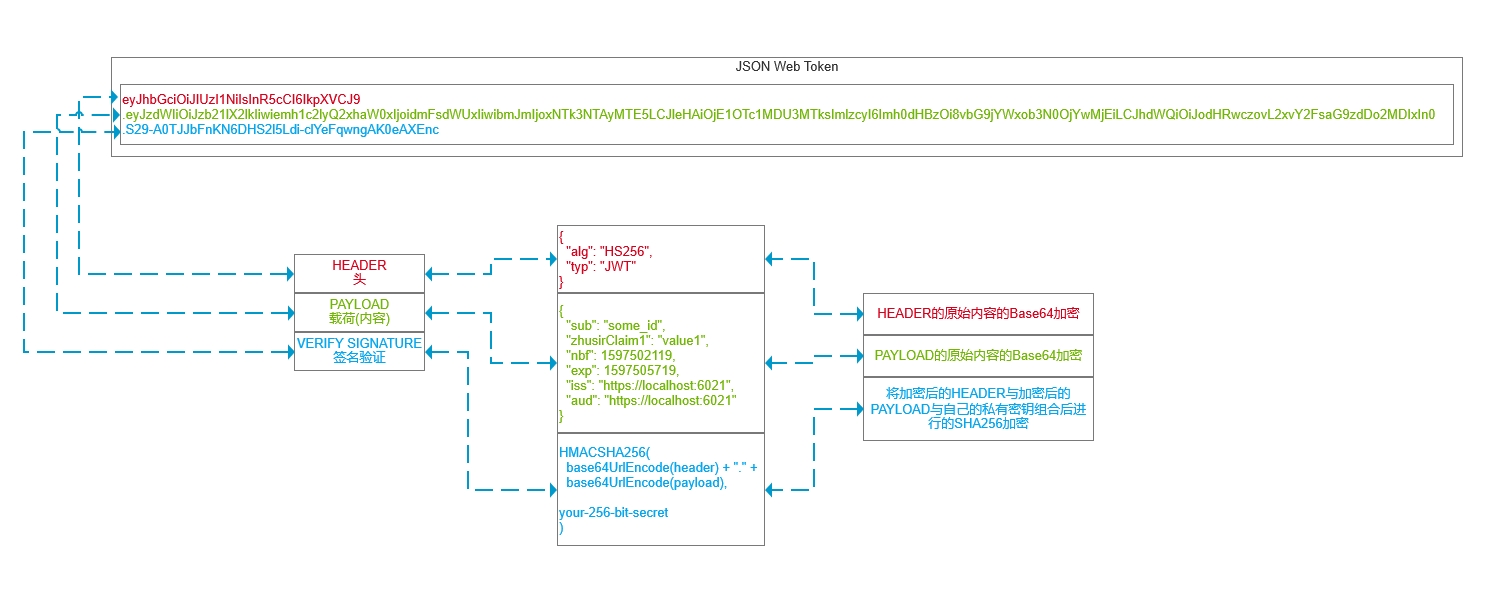 JSON Web Token
eyJhbGciOiJIUzI1NiIsInR5cCI6IkpXVCJ9
.eyJzdWIiOiJzb21lX2lkIiwiemh1c2lyQ2xhaW0xIjoidmFsdWUxIiwibmJmIjoxNTk3NTAyMTE5LCJleHAiOjE1OTc1MDU3MTksImlzcyI6Imh0dHBzOi8vbG9jYWxob3N0OjYwMjEiLCJhdWQiOiJodHRwczovL2xvY2FsaG9zdDo2MDIxIn0
.S29-A0TJJbFnKN6DHS2I5Ldi-cIYeFqwngAK0eAXEnc
HEADER
头
PAYLOAD
载荷(内容)
VERIFY SIGNATURE
签名验证
{
"alg": "HS256",
"typ": "JWT"
}
{
"sub": "some_id",
"zhusirClaim1": "value1",
"nbf": 1597502119,
"exp": 1597505719,
"iss": "https://localhost:6021",
"aud": "https://localhost:6021"
}
HMACSHA256(
base64UrlEncode(header) + "." +
base64UrlEncode(payload),
your-256-bit-secret
)
HEADER的原始内容的Base64加密
PAYLOAD的原始内容的Base64加密
将加密后的HEADER与加密后的
PAYLOAD与自己的私有密钥组合后进
行的SHA256加密